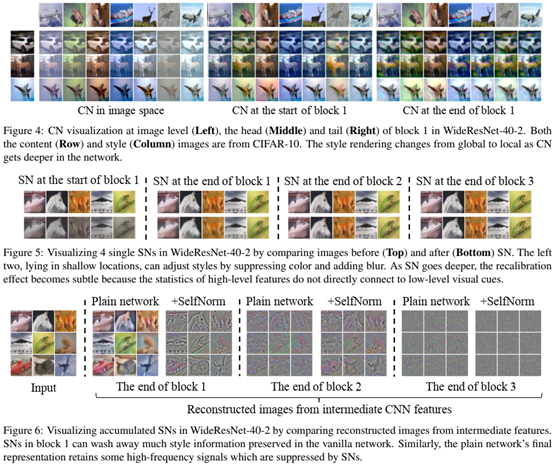 CN in image space CN at the start of block 1 CN at the end of block 1
Figure 4: CN visualization at image level (Left), the head (Middle) and tail (Right) of block 1 in WideResNet-40-2. Both
the content (Row) and style (Column) images are from CIFAR-10. The style rendering changes from global to local as CN
gets deeper in the network.
SN at the start of block 1 SN at the end of block 1 SN at the end of block 2 SN at the end of block 3
Figure 5: Visualizing 4 single SNs in WideResNet-40-2 by comparing images before (Top) and after (Bottom) SN. The left
two, lying in shallow locations, can adjust styles by suppressing color and adding blur. As SN goes deeper, the recalibration
effect becomes subtle because the statistics of high-level features do not directly connect to low-level visual cues.
Plain network +SelfNorm Plain network +SelfNorm Plain network +SelfNorm
Input The end of block 1 The end of block 2 The end of block 3
Reconstructed images from intermediate CNN features
Figure 6: Visualizing accumulated SNs in WideResNet-40-2 by comparing reconstructed images from intermediate features.
SNs in block 1 can wash away much style information preserved in the vanilla network. Similarly, the plain network's final
representation retains some high-frequency signals which are suppressed by SNs.